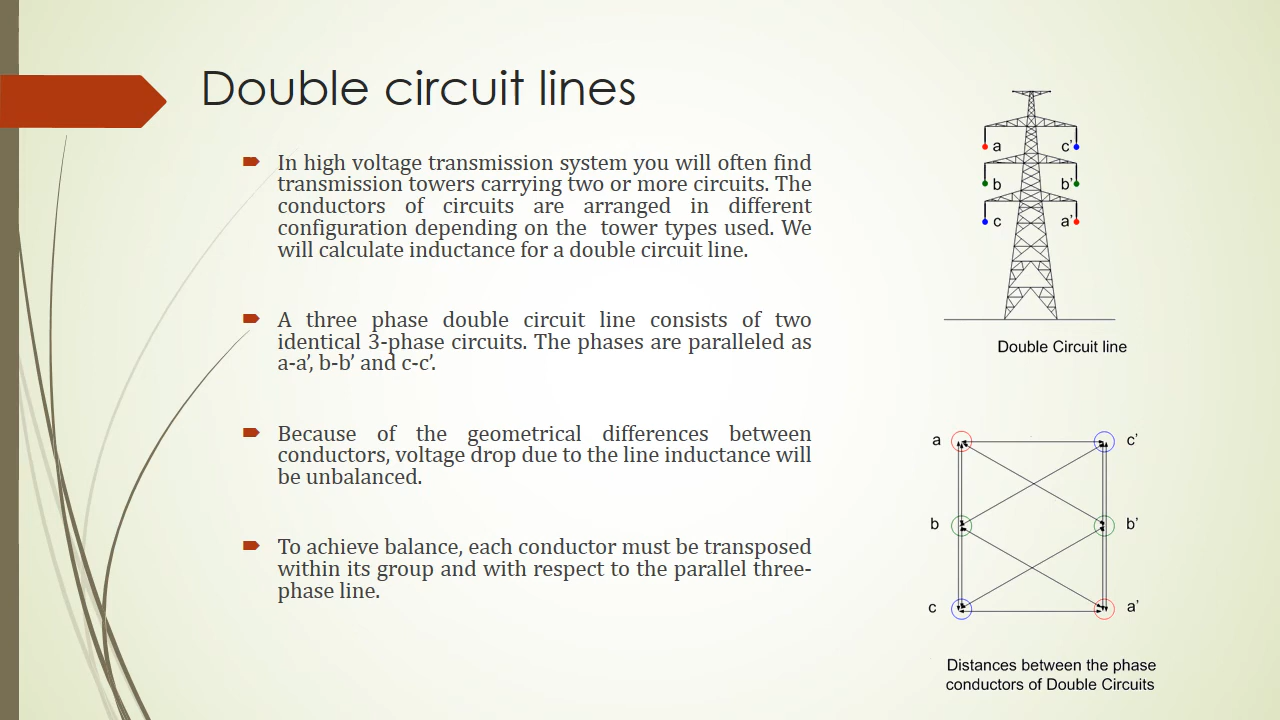 Double circuit lines
In high voltage transmission system you will often find
transmission towers carrying two or more circuits. The
conductors of circuits are arranged in different
configuration depending on the tower types used. We
will calculate inductance for a double circuit line.
A three phase double circuit line consists of two
identical 3-phase circuits. The phases are paralleled as
a-a’, b-b’ and c-c’.
Because of the geometrical differences between
conductors, voltage drop due to the line inductance will
be unbalanced.
To achieve balance, each conductor must be transposed
within its group and with respect to the parallel three-
phase line.
a c’
b b’
c a’
Double Circuit line
a c’
b b’
c a’
Distances between the phase
conductors of Double Circuits